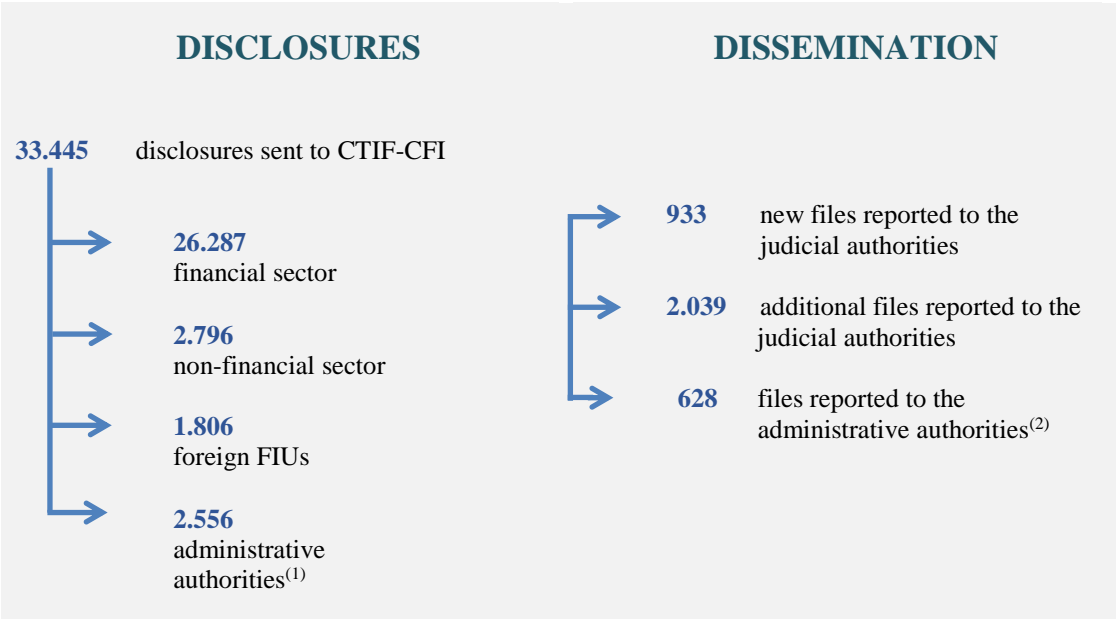 DISCLOSURES
33.445 disclosures sent to CTIF-CFI
26.287
financial sector
2.796
non-financial sector
1.806
foreign FIUs
2.556
administrative
authorities(1)
DISSEMINATION
933 new files reported to the
judicial authorities
2.039 additional files reported to the
judicial authorities
628 files reported to the
administrative authorities(2)